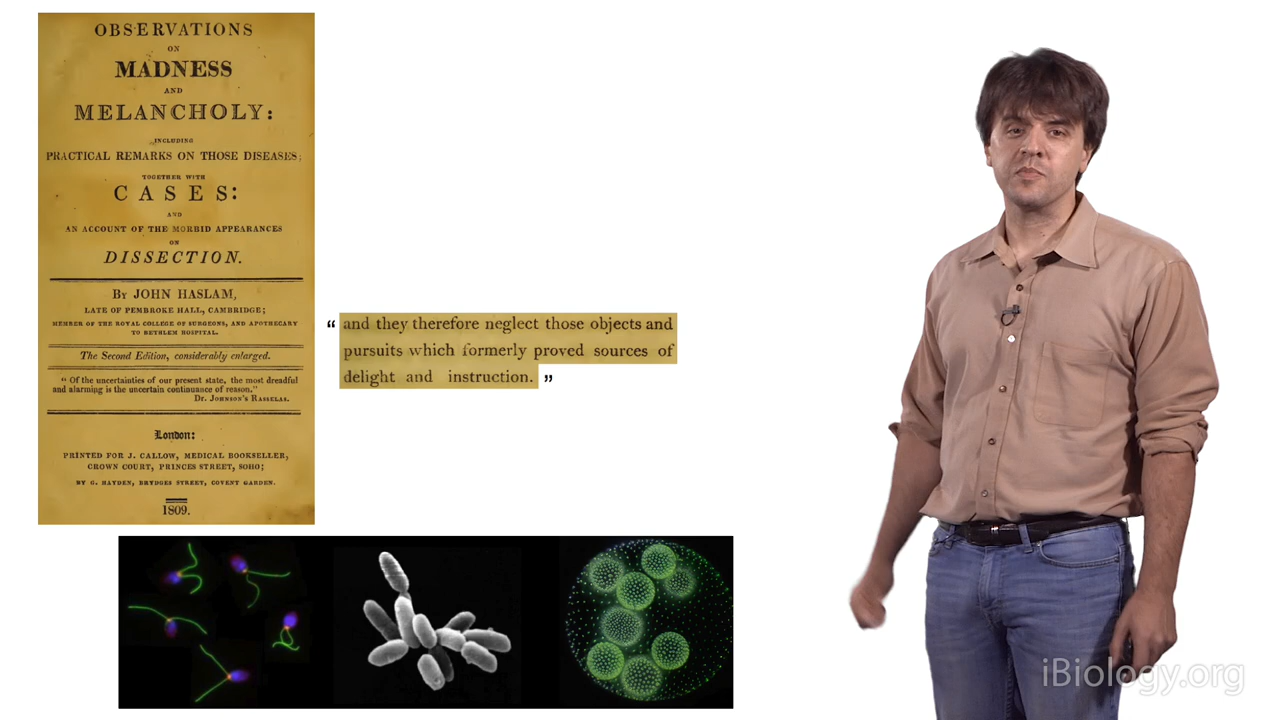 OBSERVATIONS
ON
MADNESS
AND
MELANCHOLY:
INCLUDING
PRACTICAL REMARKS ON THOSE DISEASES;
TOGETHER WITH
CASES:
AND
AN ACCOUNT OF THE MORBID APPEARANCES
ON
DISSECTION.
BY JOHN HASLAM,
LATE OF PEMBROKE HALL, CAMBRIDGE;
MEMBER OF THE ROYAL COLLEGE OF SURGEONS, AND APOTHECARY
TO BETHLEM HOSPITAL.
The Second Edition, considerably enlarged.
"Of the uncertainties of our present state, the most dreadful
and alarming is the uncertain continuance of reason."
DR. JOHNSON'S RASSELAS.
London:
PRINTED FOR J. CALLOW, MEDICAL BOOKSELLER,
CROWN COURT, PRINCES STREET, SOHO;
BY G. HAYDEN, BRYDGES STREET, COVENT GARDEN.
1809.
“ and they therefore neglect those objects and
pursuits which formerly proved sources of
delight and instruction. ”
iBiology.org